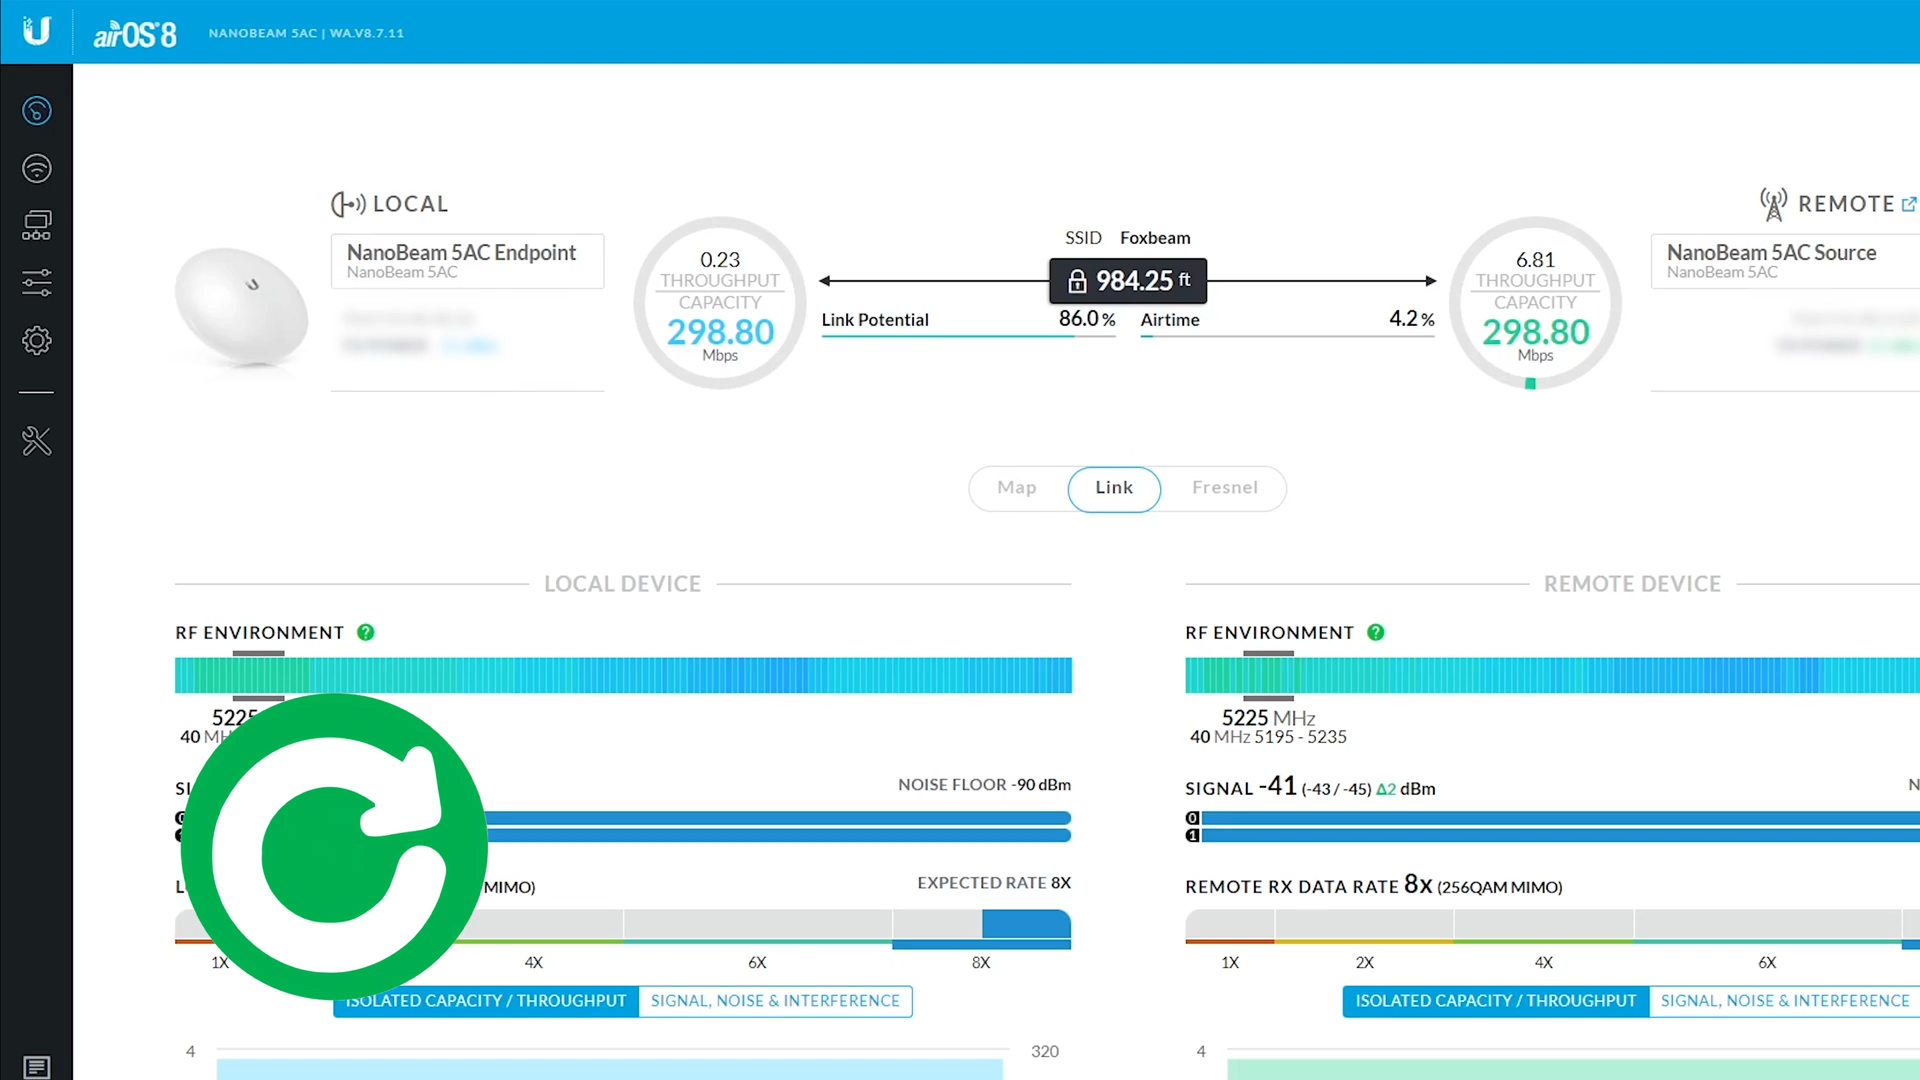 airOS 8 NANOBEAM 5AC | WA.V8.7.11
LOCAL
NanoBeam 5AC Endpoint
NanoBeam 5AC
0.23
THROUGHPUT
CAPACITY
298.80
Mbps
SSID Foxbeam
984.25 ft
Link Potential 86.0 %
Airtime 4.2 %
6.81
THROUGHPUT
CAPACITY
298.80
Mbps
REMOTE
NanoBeam 5AC Source
NanoBeam 5AC
Map Link Fresnel
LOCAL DEVICE
RF ENVIRONMENT ?
5225
40
NOISE FLOOR -90 dBm
MIMO)
EXPECTED RATE 8X
1X 4X 6X 8X
ISOLATED CAPACITY / THROUGHPUT SIGNAL, NOISE & INTERFERENCE
4 320
REMOTE DEVICE
RF ENVIRONMENT ?
5225 MHz
40 MHz 5195 - 5235
SIGNAL -41 (-43 / -45) Δ2 dBm
0
1
REMOTE RX DATA RATE 8x (256QAM MIMO)
1X 2X 4X 6X
ISOLATED CAPACITY / THROUGHPUT SIGNAL, NOISE & INTERFERENCE
4